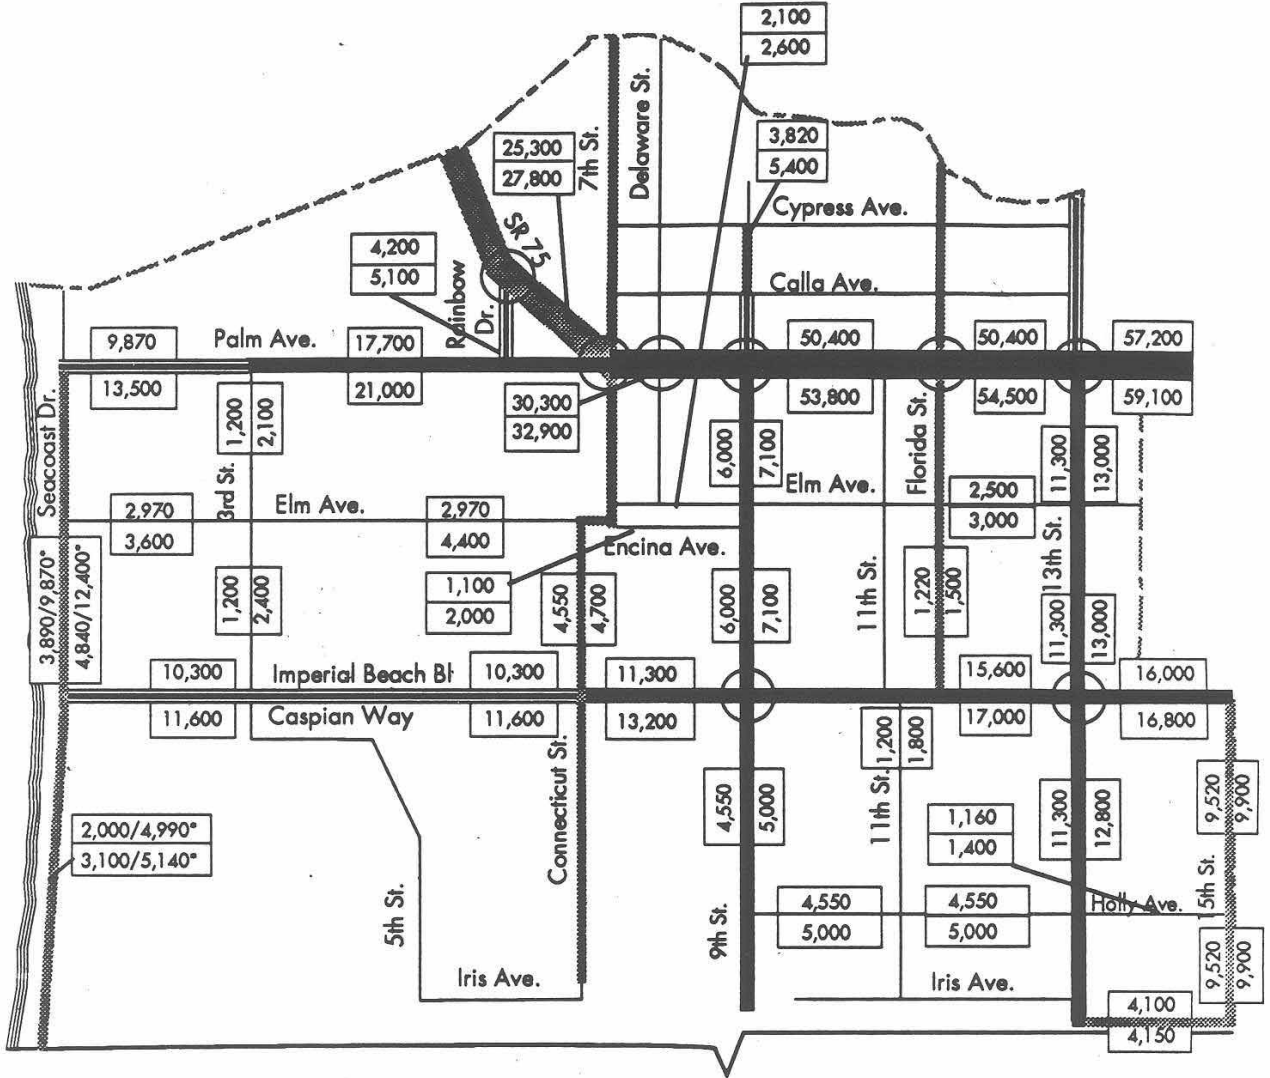 2,100
2,600
Delaware St.
7th St.
25,300
27,800
3,820
5,400
Cypress Ave.
SR 75
4,200
5,100
Rainbow
Dr.
Calla Ave.
9,870
Palm Ave.
17,700
50,400
50,400
57,200
13,500
21,000
30,300
32,900
53,800
54,500
59,100
Seacoast Dr.
1,200
2,100
3rd St.
6,000
7,100
Florida St.
11,300
13,000
Elm Ave.
2,500
3,000
2,970
3,600
Elm Ave.
2,970
4,400
Encina Ave.
3,890/9,870*
4,840/12,400*
1,200
2,400
1,100
2,000
4,550
4,700
6,000
7,100
11th St.
1,220
1,500
13th St.
11,300
13,000
10,300
Imperial Beach Bl
10,300
11,300
15,600
16,000
11,600
Caspian Way
11,600
13,200
17,000
16,800
Connecticut St.
1,200
1,800
11th St.
4,550
5,000
11,300
12,800
9,520
9,900
2,000/4,990*
3,100/5,140*
1,160
1,400
5th St.
9th St.
4,550
5,000
4,550
5,000
Holly Ave.
15th St.
9,520
9,900
Iris Ave.
Iris Ave.
4,100
4,150